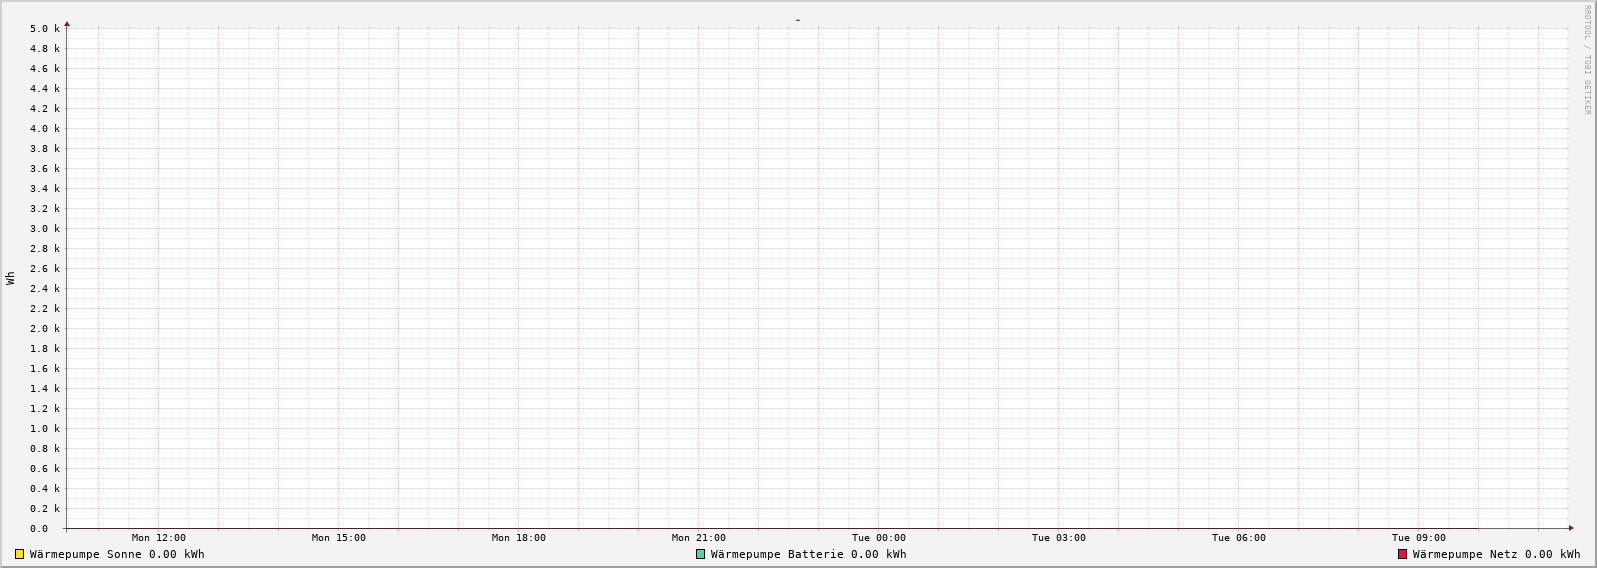 -
RRDTOOL / TOBI OETIKER
Wh
5.0 k
4.8 k
4.6 k
4.4 k
4.2 k
4.0 k
3.8 k
3.6 k
3.4 k
3.2 k
3.0 k
2.8 k
2.6 k
2.4 k
2.2 k
2.0 k
1.8 k
1.6 k
1.4 k
1.2 k
1.0 k
0.8 k
0.6 k
0.4 k
0.2 k
0.0
Mon 12:00 Mon 15:00 Mon 18:00 Mon 21:00 Tue 00:00 Tue 03:00 Tue 06:00 Tue 09:00
Wärmepumpe Sonne 0.00 kWh Wärmepumpe Batterie 0.00 kWh Wärmepumpe Netz 0.00 kWh